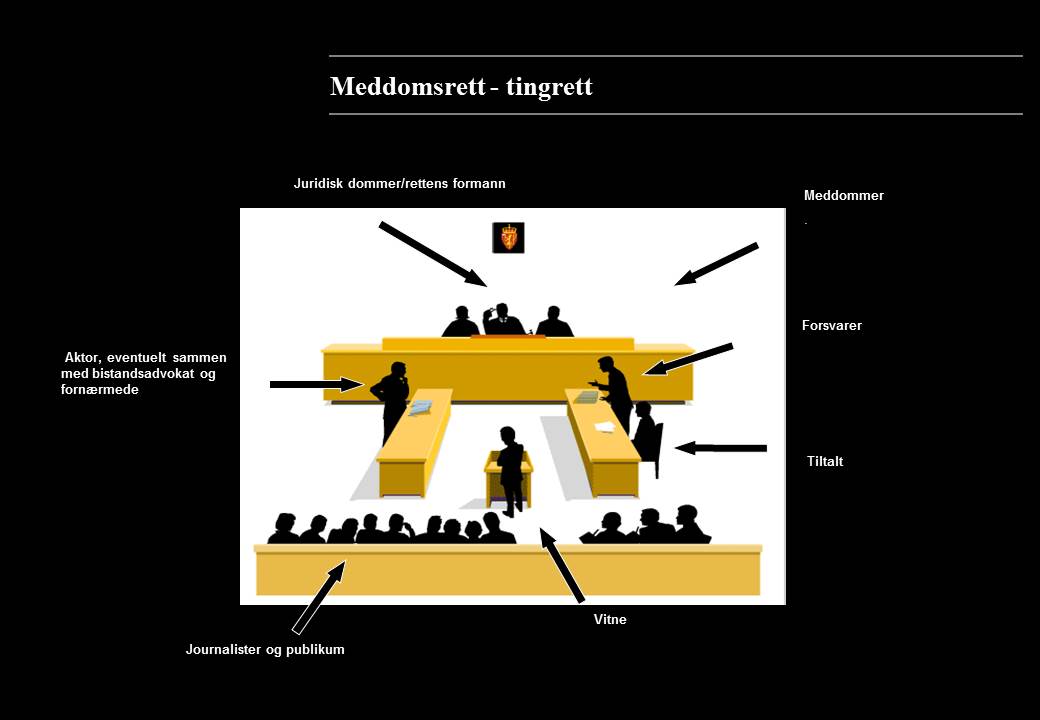 Meddomsrett - tingrett
Juridisk dommer/rettens formann
Meddommer
.
Forsvarer
Aktor, eventuelt sammen
med bistandsadvokat og
fornærmede
Tiltalt
Vitne
Journalister og publikum